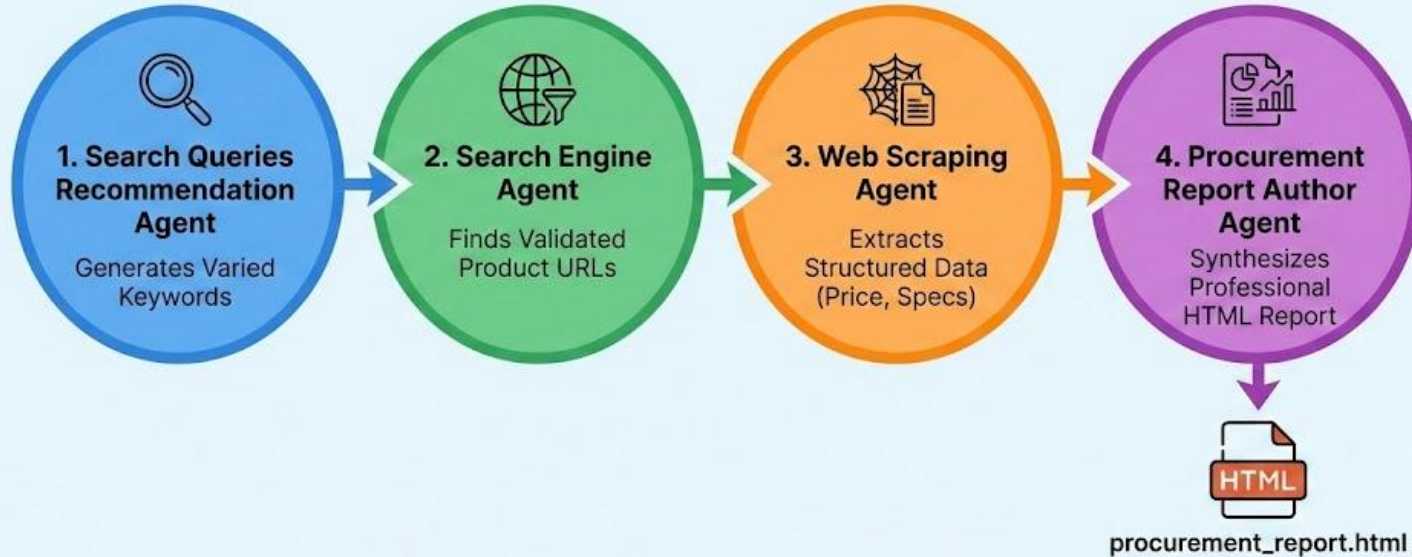 1. Search Queries
Recommendation
Agent
Generates Varied
Keywords
2. Search Engine
Agent
Finds Validated
Product URLs
3. Web Scraping
Agent
Extracts
Structured Data
(Price, Specs)
4. Procurement
Report Author
Agent
Synthesizes
Professional
HTML Report
HTML
procurement_report.html